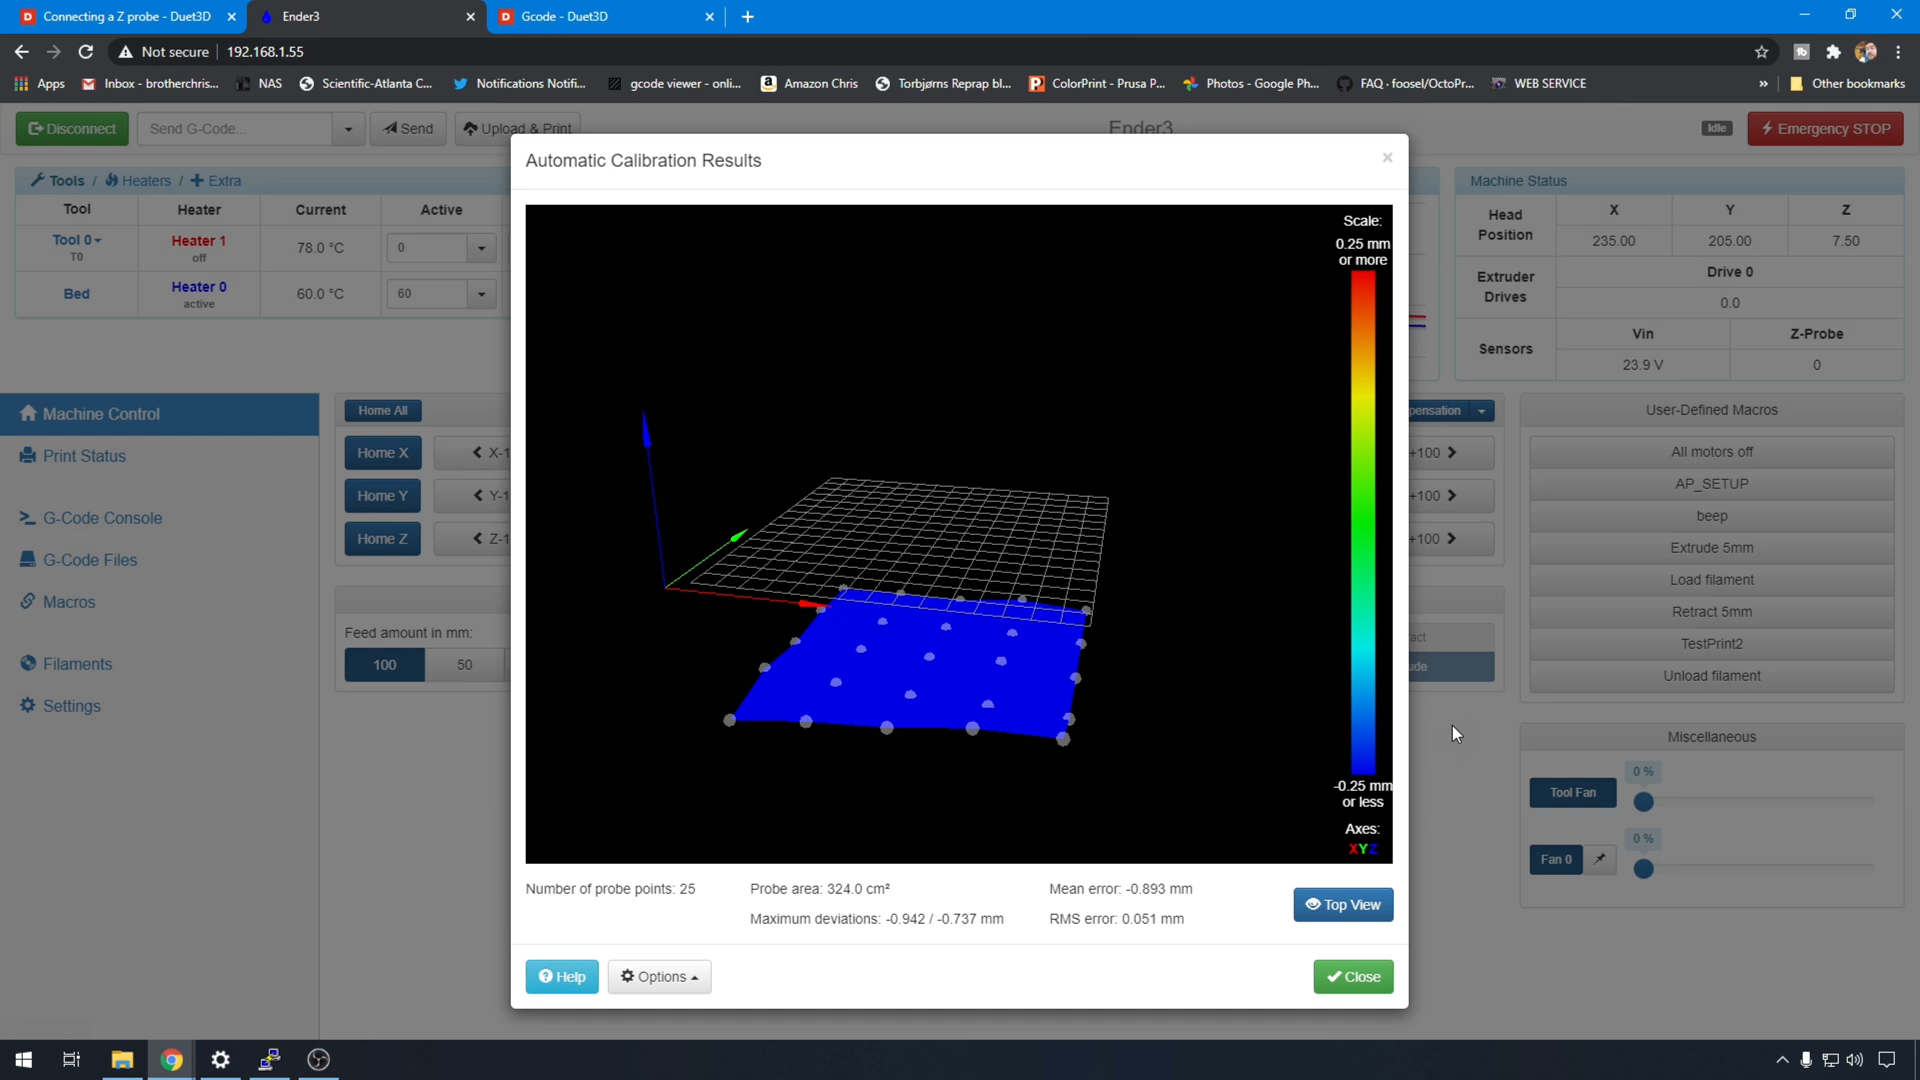 Connecting a Z probe - Duet3D
Ender3
Gcode - Duet3D
Not secure
192.168.1.55
Apps
Inbox - brotherchris...
NAS
Scientific-Atlanta C...
Notifications Notifi...
gcode viewer - onli...
Amazon Chris
Torbjørns Reprap bl...
ColorPrint - Prusa P...
Photos - Google Ph...
FAQ · foosel/OctoPr...
WEB SERVICE
»
Other bookmarks
Disconnect
Send G-Code...
Send
Upload & Print
Ender3
Idle
Emergency STOP
Tools / Heaters / Extra
Tool
Heater
Current
Active
Tool 0
T0
Heater 1
off
78.0 °C
0
Bed
Heater 0
active
60.0 °C
60
Machine Status
Head Position
X
Y
Z
235.00
205.00
7.50
Extruder Drives
Drive 0
0.0
Sensors
Vin
Z-Probe
23.9 V
0
Machine Control
Print Status
G-Code Console
G-Code Files
Macros
Filaments
Settings
Home All
Home X
X-1
Home Y
Y-1
Home Z
Z-1
Feed amount in mm:
100
50
Automatic Calibration Results
×
Scale:
0.25 mm
or more
-0.25 mm
or less
Axes:
XYZ
Number of probe points: 25
Probe area: 324.0 cm²
Maximum deviations: -0.942 / -0.737 mm
Mean error: -0.893 mm
RMS error: 0.051 mm
Top View
Help
Options
Close
pensation
+100
+100
+100
ract
ude
User-Defined Macros
All motors off
AP_SETUP
beep
Extrude 5mm
Load filament
Retract 5mm
TestPrint2
Unload filament
Miscellaneous
Tool Fan
0 %
Fan 0
0 %